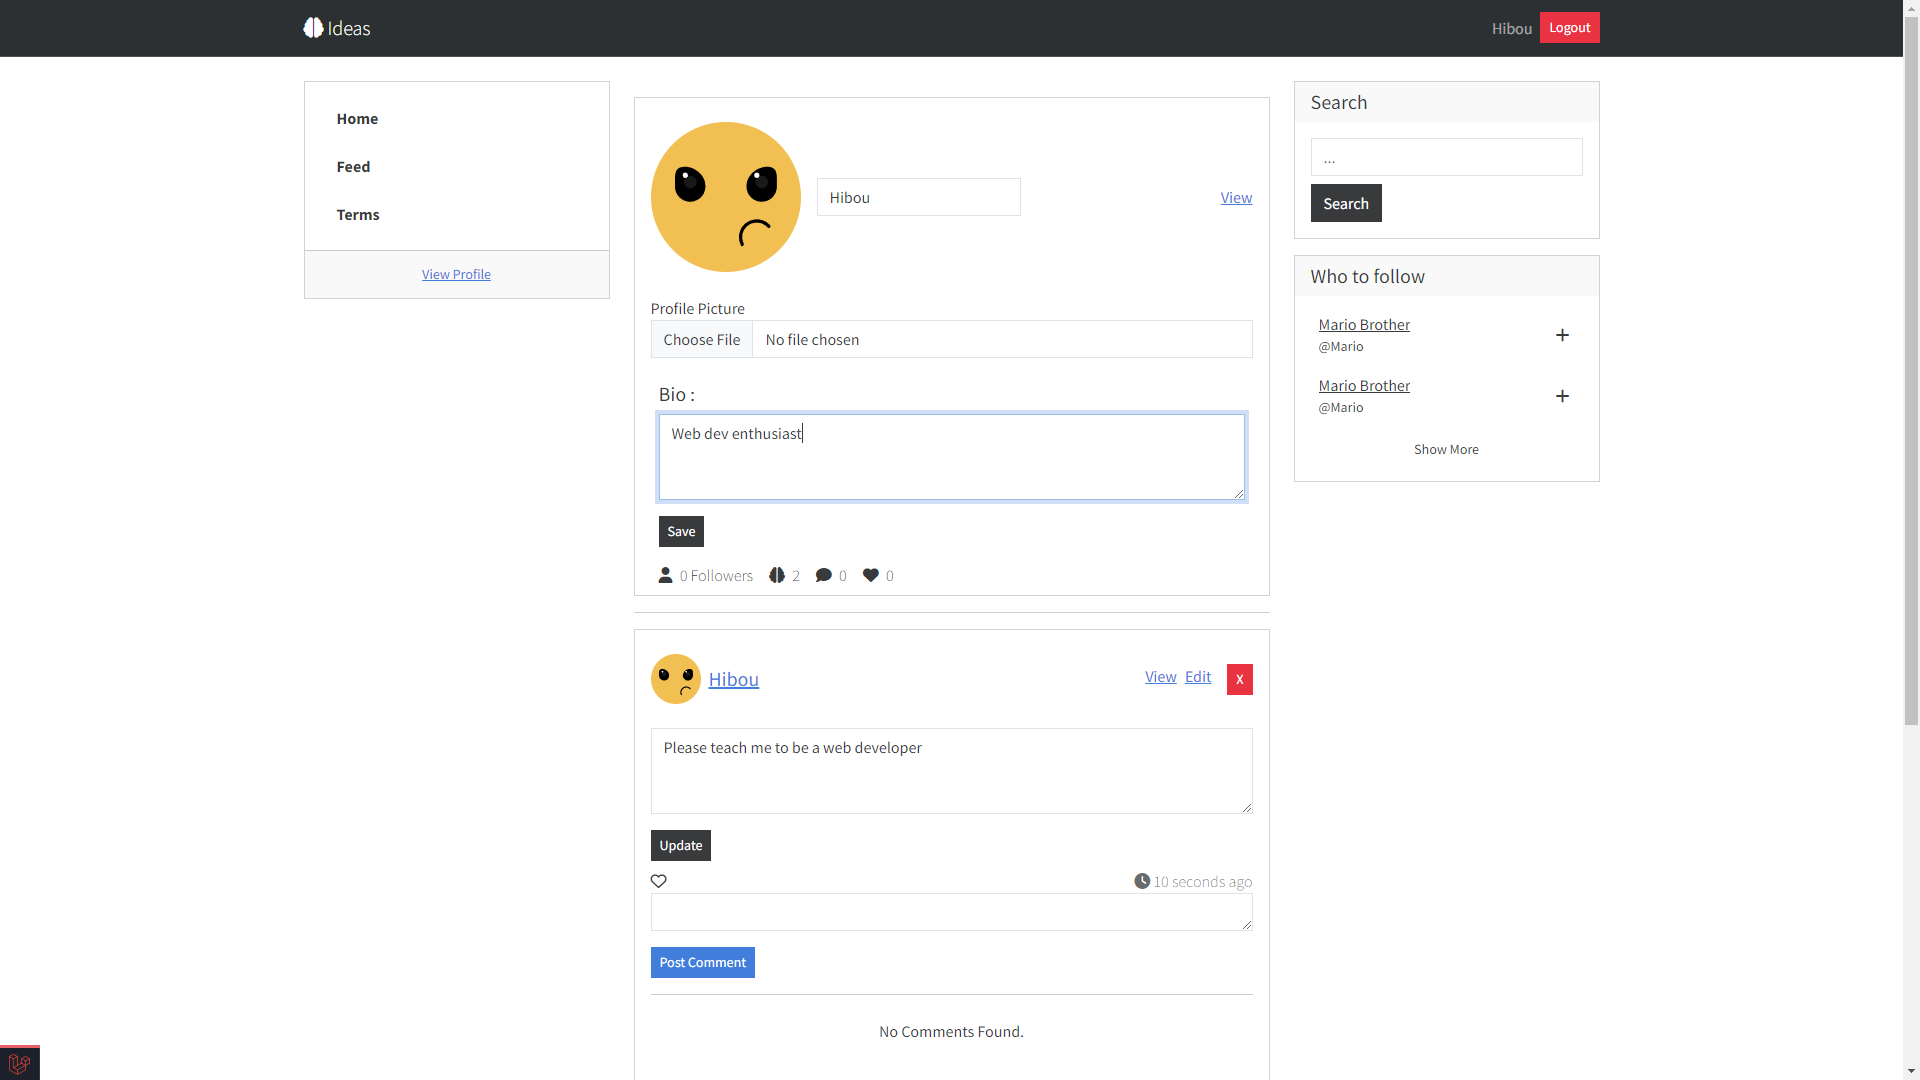 Ideas
Hibou
Logout
Home
Feed
Terms
View Profile
Hibou
View
Profile Picture
Choose File
No file chosen
Bio :
Web dev enthusiast
Save
0 Followers
2
0
0
Hibou
View
Edit
X
Please teach me to be a web developer
Update
10 seconds ago
Post Comment
No Comments Found.
Search
...
Search
Who to follow
Mario Brother
@Mario
Mario Brother
@Mario
Show More